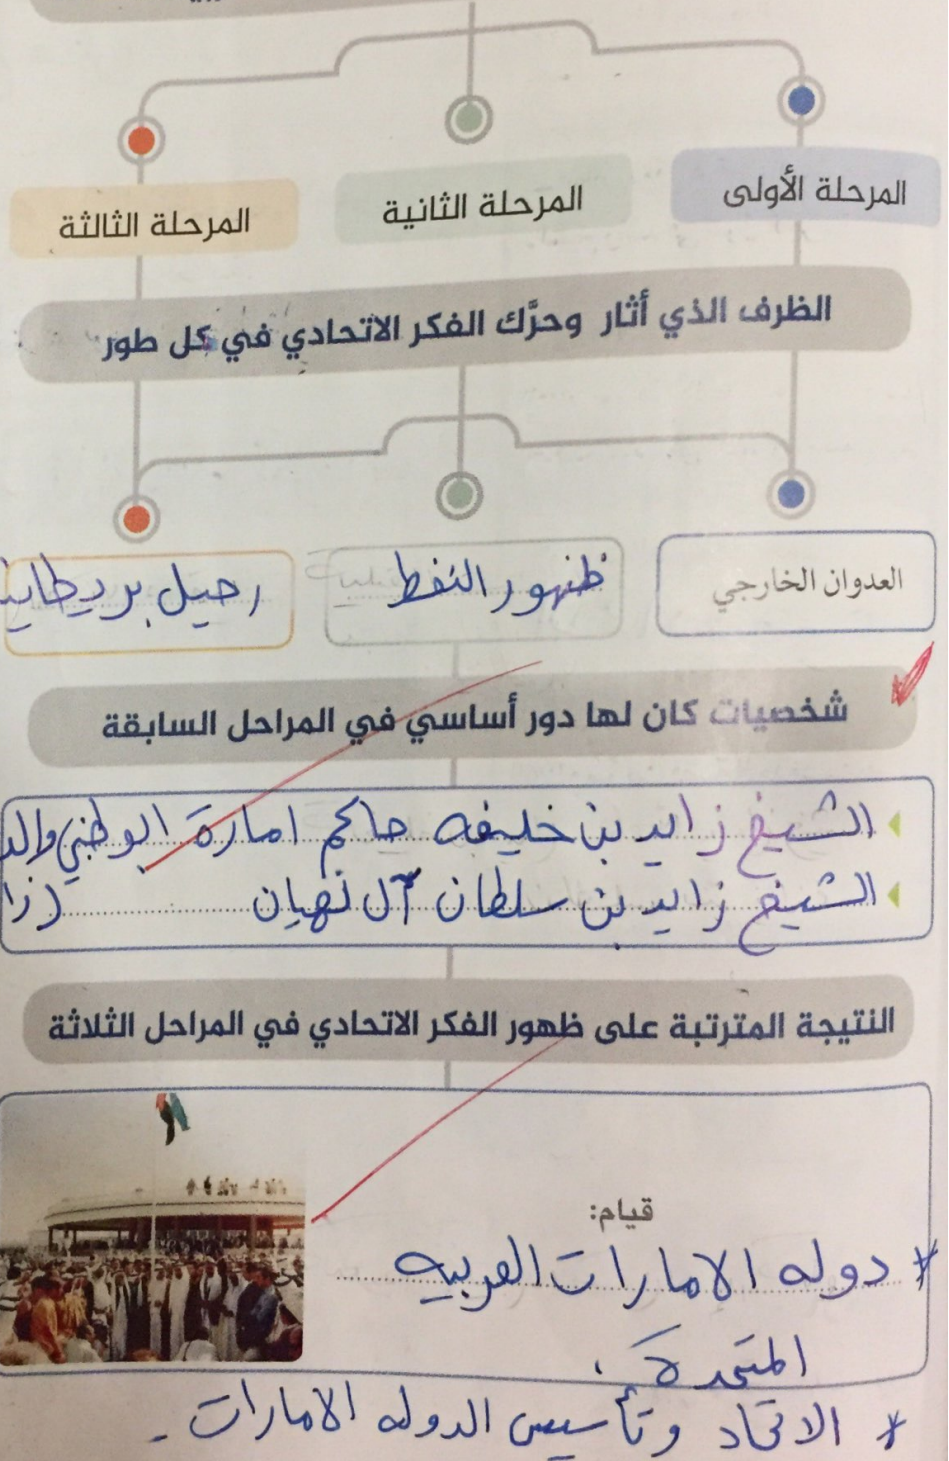 المرحلة الأولى
المرحلة الثانية
المرحلة الثالثة
الظرف الذي أثار وحرَّك الفكر الاتحادي في كل طور
العدوان الخارجي
ظهور النفط
رحيل بريطانيا
شخصيات كان لها دور أساسي في المراحل السابقة
الشيخ زايد بن خليفه حاكم امارة ابوظبي والد
الشيخ زايد بن سلطان آل نهيان
النتيجة المترتبة على ظهور الفكر الاتحادي في المراحل الثلاثة
قيام:
* دوله الامارات العربيه
المتحدة .
* الاتحاد وتأسيس الدوله الامارات -